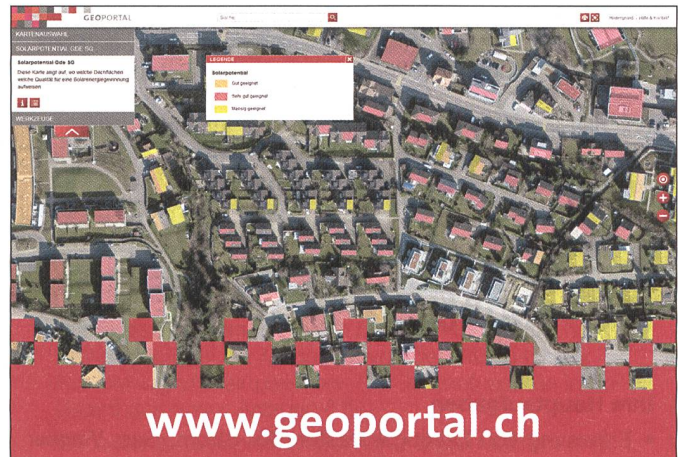 GEOPORTAL
Suche
KARTENAUSWAHL
SOLARPOTENTIAL GDE SG
Solarpotential Gde SG
Diese Karte zeigt auf, wo welche Dachflächen
welche Qualität für eine Solarenergiegewinnung
aufweisen
WERKZEUGE
LEGENDE
Solarpotential
Gut geeignet
Sehr gut geeignet
Mässig geeignet
www.geoportal.ch